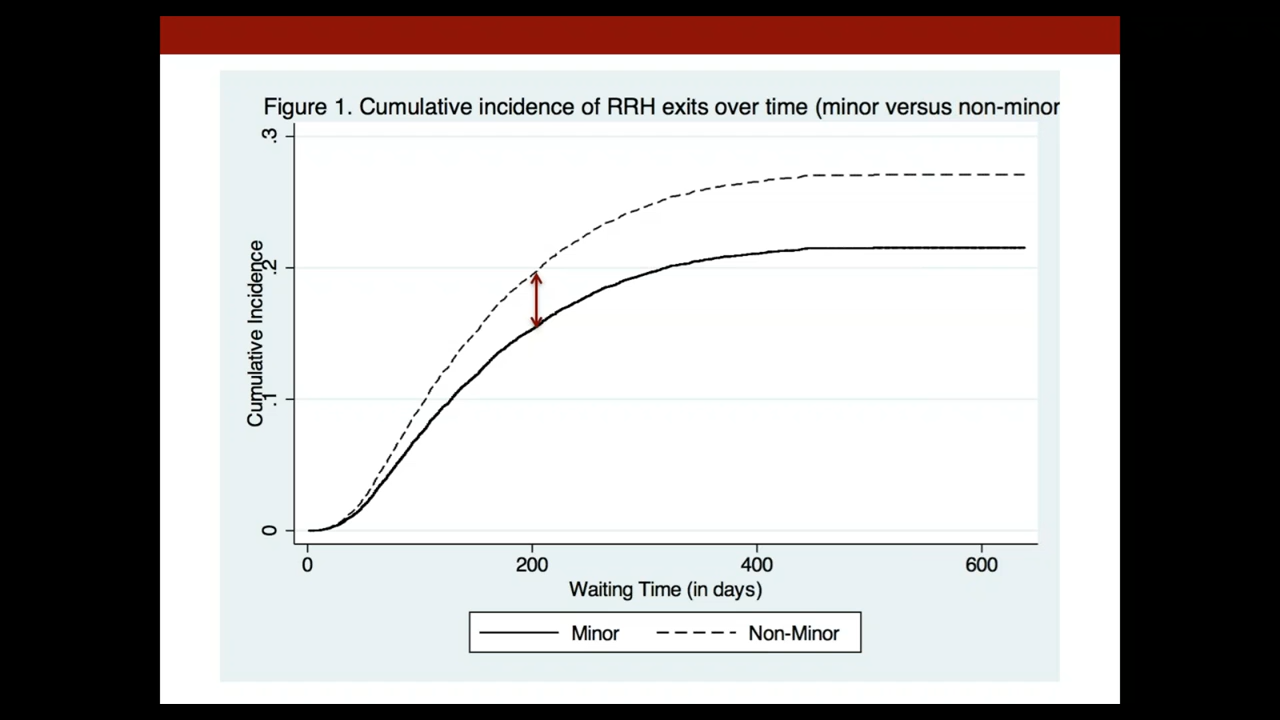 Figure 1. Cumulative incidence of RRH exits over time (minor versus non-minor
.3
.2
.1
0
Cumulative Incidence
0 200 400 600
Waiting Time (in days)
Minor Non-Minor